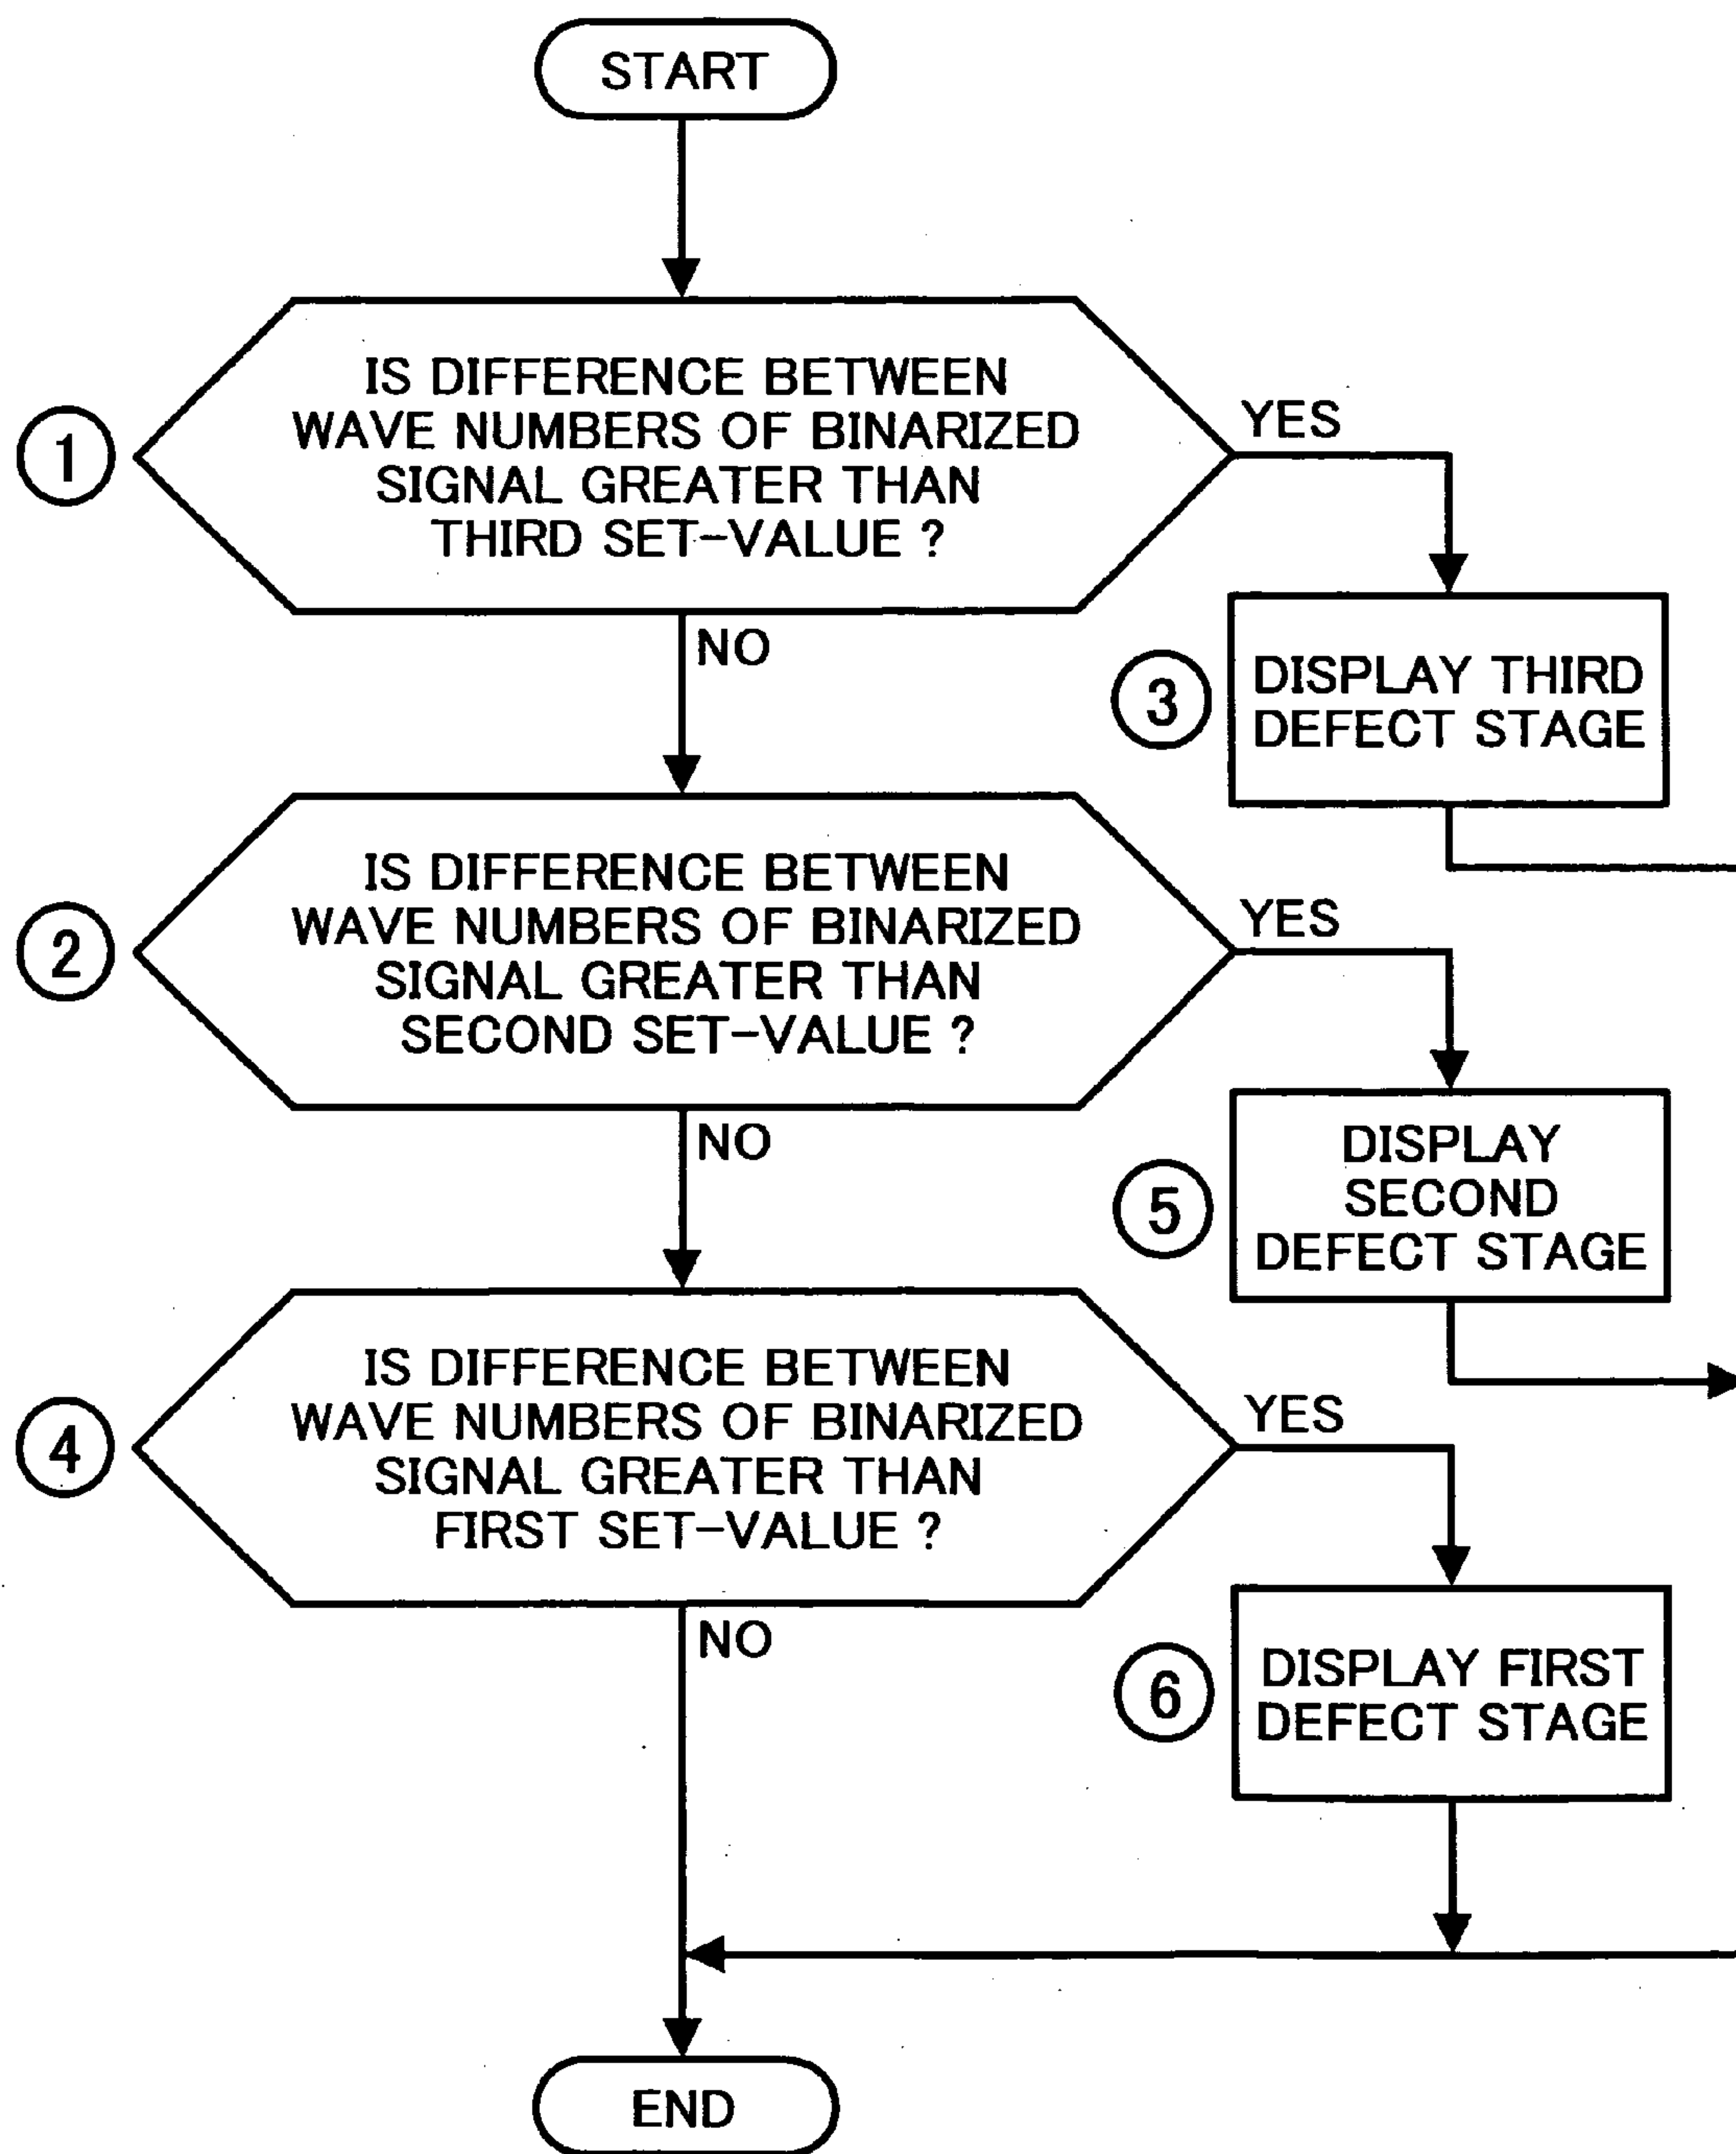 START
1
IS DIFFERENCE BETWEEN
WAVE NUMBERS OF BINARIZED
SIGNAL GREATER THAN
THIRD SET-VALUE ?
YES
NO
3
DISPLAY THIRD
DEFECT STAGE
2
IS DIFFERENCE BETWEEN
WAVE NUMBERS OF BINARIZED
SIGNAL GREATER THAN
SECOND SET-VALUE ?
YES
NO
5
DISPLAY
SECOND
DEFECT STAGE
4
IS DIFFERENCE BETWEEN
WAVE NUMBERS OF BINARIZED
SIGNAL GREATER THAN
FIRST SET-VALUE ?
YES
NO
6
DISPLAY FIRST
DEFECT STAGE
END